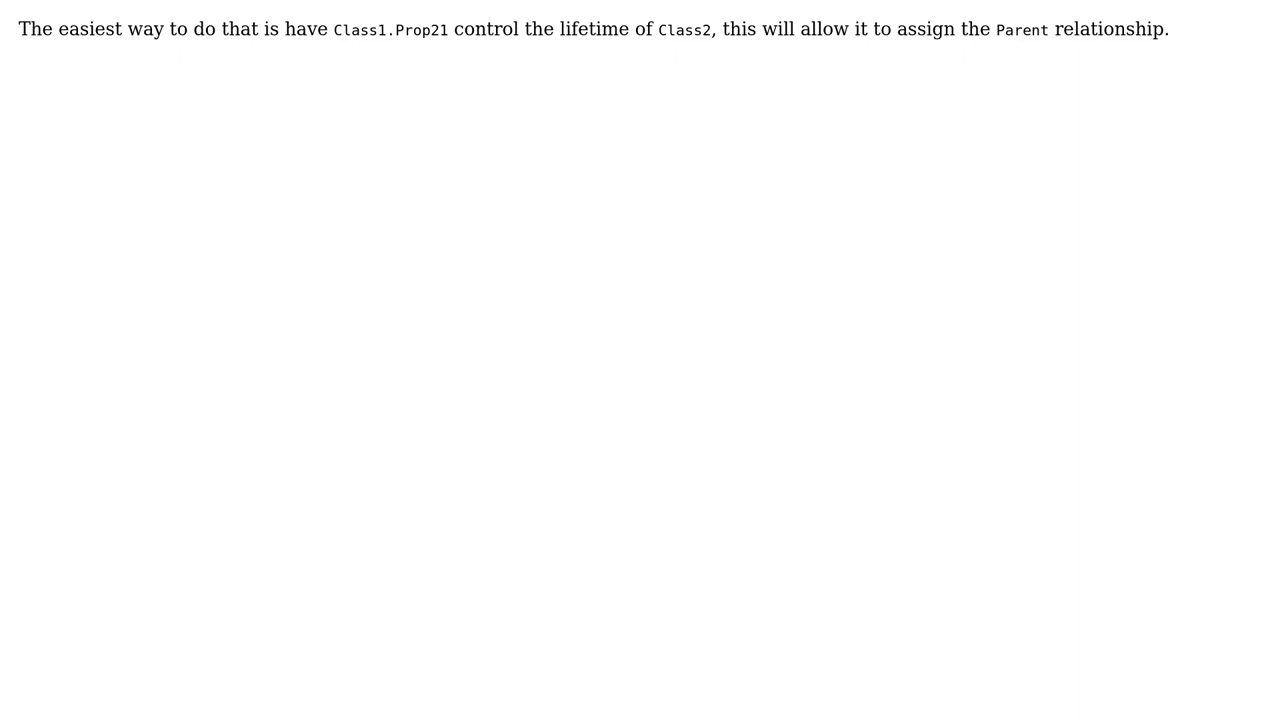 The easiest way to do that is have Class1.Prop21 control the lifetime of Class2, this will allow it to assign the Parent relationship.